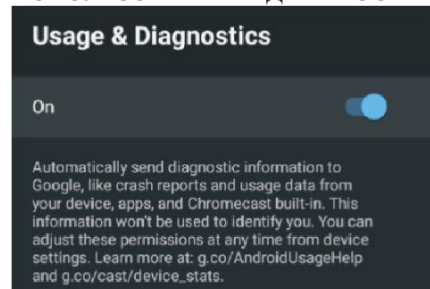 Usage & Diagnostics
On
Automatically send diagnostic information to
Google, like crash reports and usage data from
your device, apps, and Chromecast built-in. This
information won't be used to identify you. You can
adjust these permissions at any time from device
settings. Learn more at: g.co/AndroidUsageHelp
and g.co/cast/device_stats.